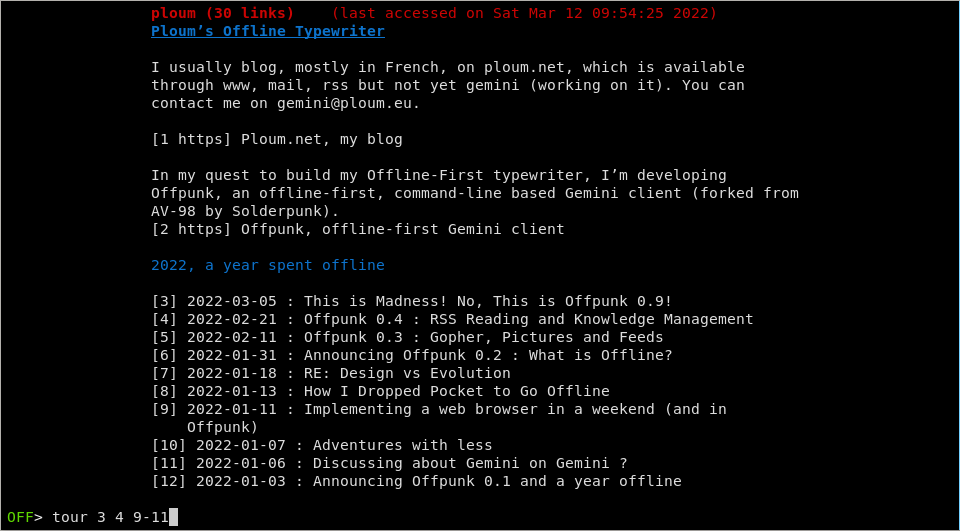 ploum (30 links)    (last accessed on Sat Mar 12 09:54:25 2022)
Ploum’s Offline Typewriter
I usually blog, mostly in French, on ploum.net, which is available
through www, mail, rss but not yet gemini (working on it). You can
contact me on gemini@ploum.eu.
[1 https] Ploum.net, my blog
In my quest to build my Offline-First typewriter, I’m developing
Offpunk, an offline-first, command-line based Gemini client (forked from
AV-98 by Solderpunk).
[2 https] Offpunk, offline-first Gemini client
2022, a year spent offline
[3] 2022-03-05 : This is Madness! No, This is Offpunk 0.9!
[4] 2022-02-21 : Offpunk 0.4 : RSS Reading and Knowledge Management
[5] 2022-02-11 : Offpunk 0.3 : Gopher, Pictures and Feeds
[6] 2022-01-31 : Announcing Offpunk 0.2 : What is Offline?
[7] 2022-01-18 : RE: Design vs Evolution
[8] 2022-01-13 : How I Dropped Pocket to Go Offline
[9] 2022-01-11 : Implementing a web browser in a weekend (and in
Offpunk)
[10] 2022-01-07 : Adventures with less
[11] 2022-01-06 : Discussing about Gemini on Gemini ?
[12] 2022-01-03 : Announcing Offpunk 0.1 and a year offline
OFF> tour 3 4 9-11